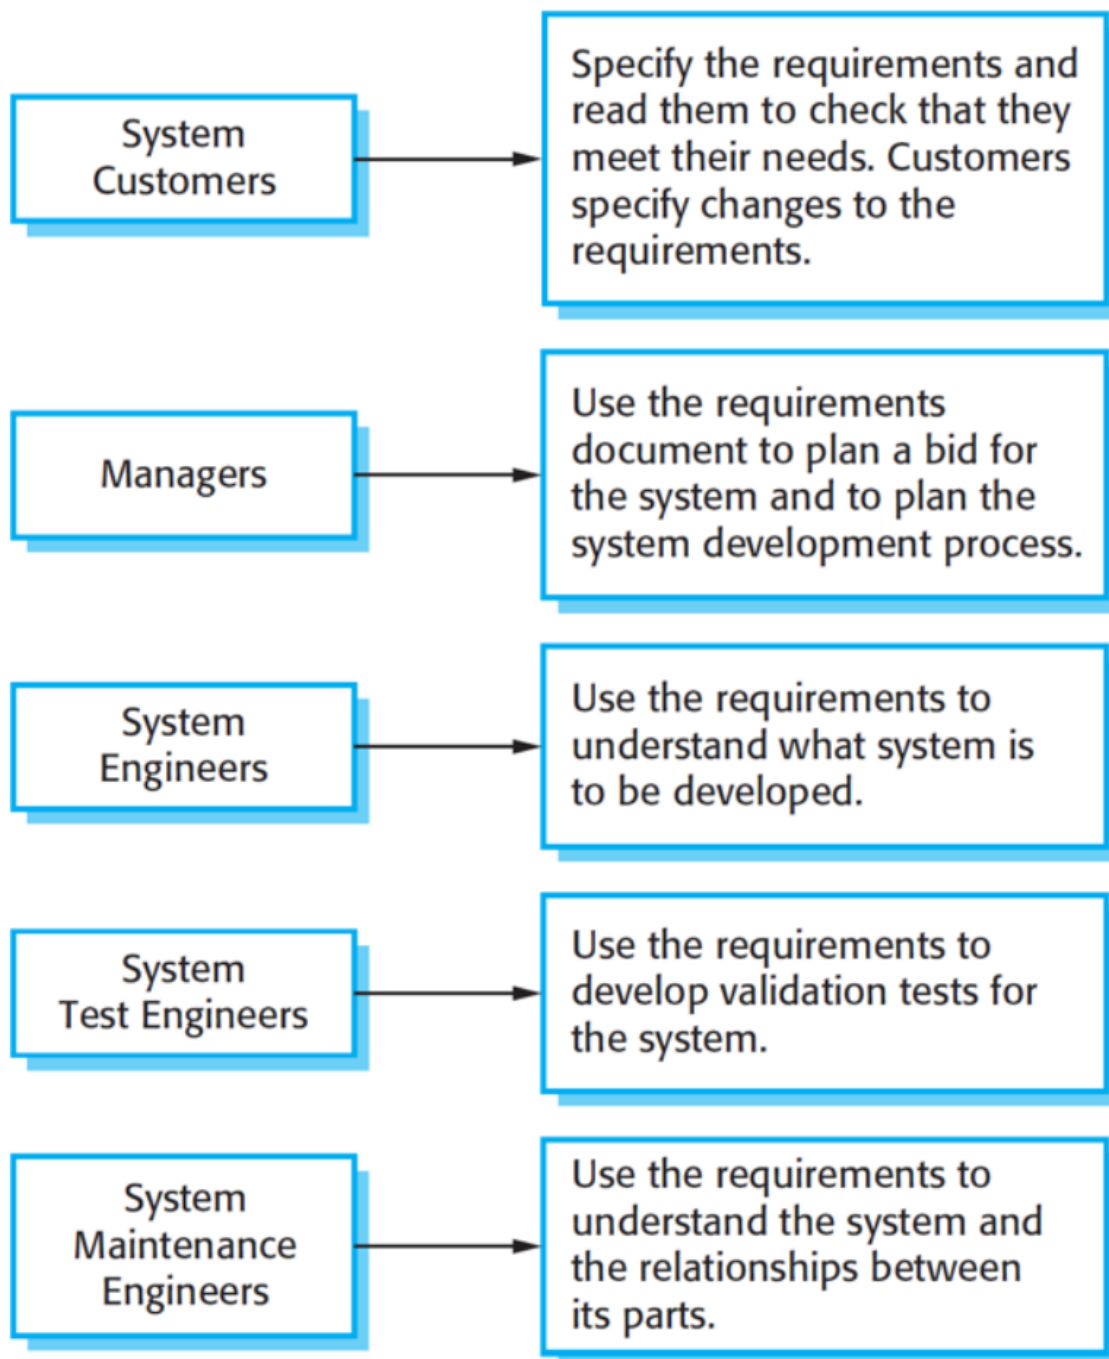 System
Customers
Specify the requirements and
read them to check that they
meet their needs. Customers
specify changes to the
requirements.
Managers
Use the requirements
document to plan a bid for
the system and to plan the
system development process.
System
Engineers
Use the requirements to
understand what system is
to be developed.
System
Test Engineers
Use the requirements to
develop validation tests for
the system.
System
Maintenance
Engineers
Use the requirements to
understand the system and
the relationships between
its parts.